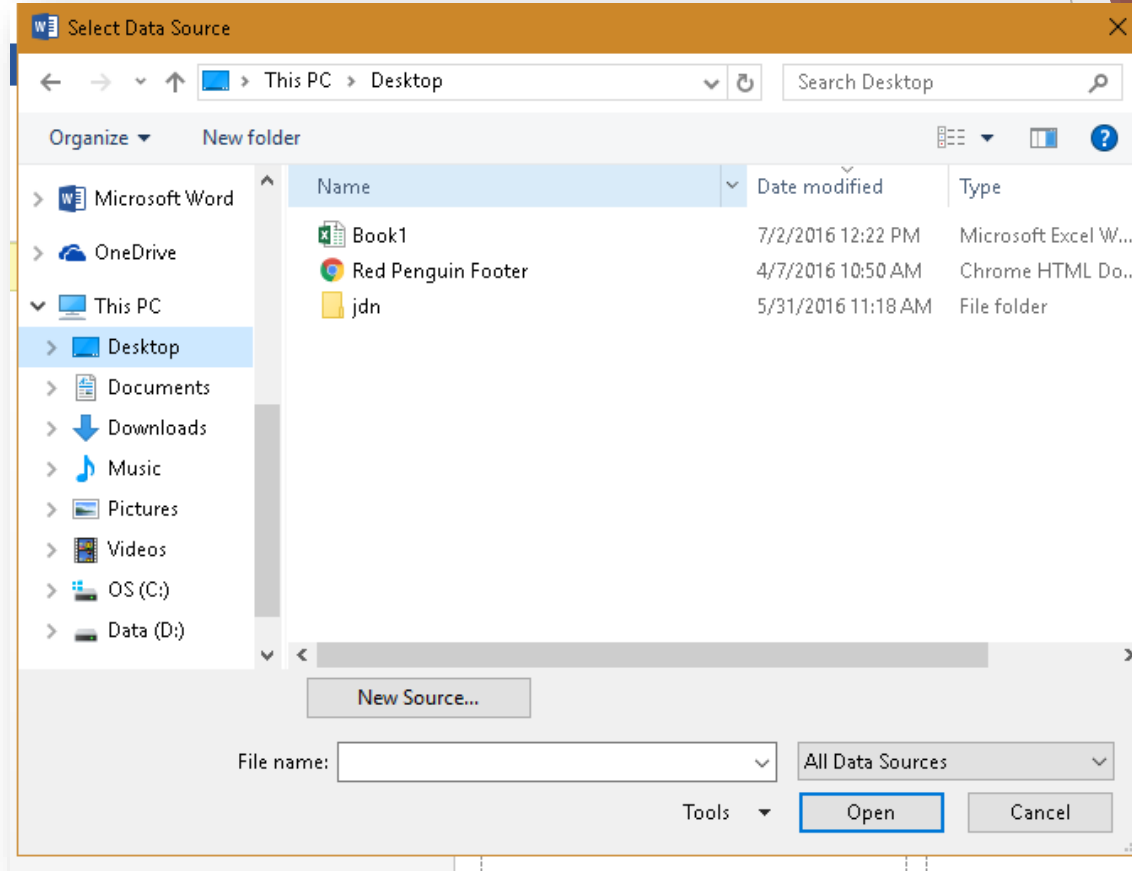 Select Data Source
This PC > Desktop
Search Desktop
Organize
New folder
Name
Date modified
Type
Microsoft Word
OneDrive
This PC
Desktop
Documents
Downloads
Music
Pictures
Videos
OS (C:)
Data (D:)
Book1 7/2/2016 12:22 PM Microsoft Excel W...
Red Penguin Footer 4/7/2016 10:50 AM Chrome HTML Do...
jdn 5/31/2016 11:18 AM File folder
New Source...
File name:
All Data Sources
Tools
Open
Cancel